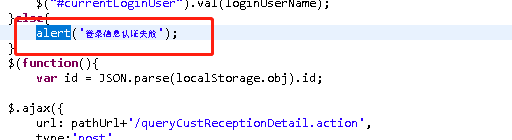 $("#currentLoginUser").val(loginUserName);
}else{
alert('登录信息认证失败');
}
$(function(){
var id = JSON.parse(localStorage.obj).id;
$.ajax({
url: pathUrl+'/queryCustReceptionDetail.action',
type:'post',